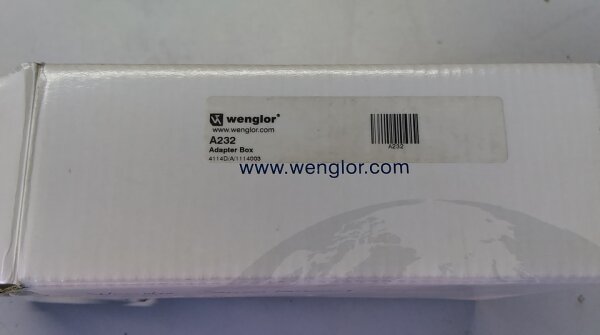 wenglor®
www.wenglor.com
A232
Adapter Box
4114D/A/1114003
A232
www.wenglor.com